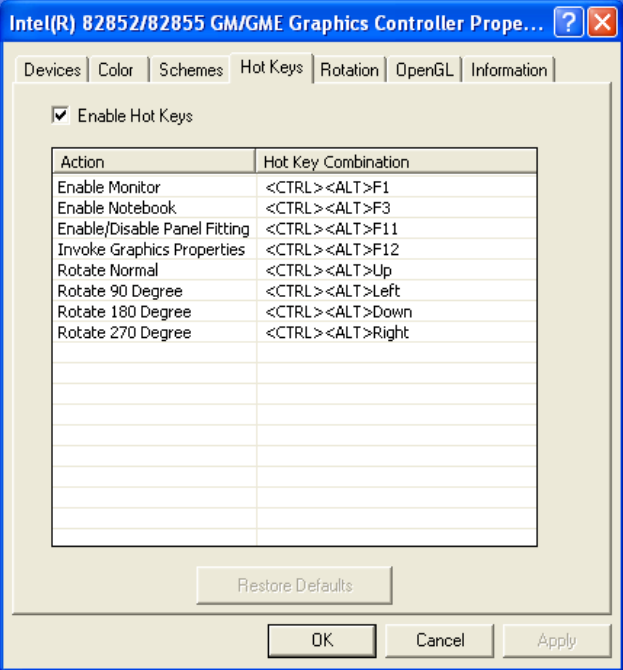 Intel(R) 82852/82855 GM/GME Graphics Controller Prope...
Devices Color Schemes Hot Keys Rotation OpenGL Information
Enable Hot Keys
Action Hot Key Combination
Enable Monitor <CTRL><ALT>F1
Enable Notebook <CTRL><ALT>F3
Enable/Disable Panel Fitting <CTRL><ALT>F11
Invoke Graphics Properties <CTRL><ALT>F12
Rotate Normal <CTRL><ALT>Up
Rotate 90 Degree <CTRL><ALT>Left
Rotate 180 Degree <CTRL><ALT>Down
Rotate 270 Degree <CTRL><ALT>Right
Restore Defaults
OK Cancel Apply